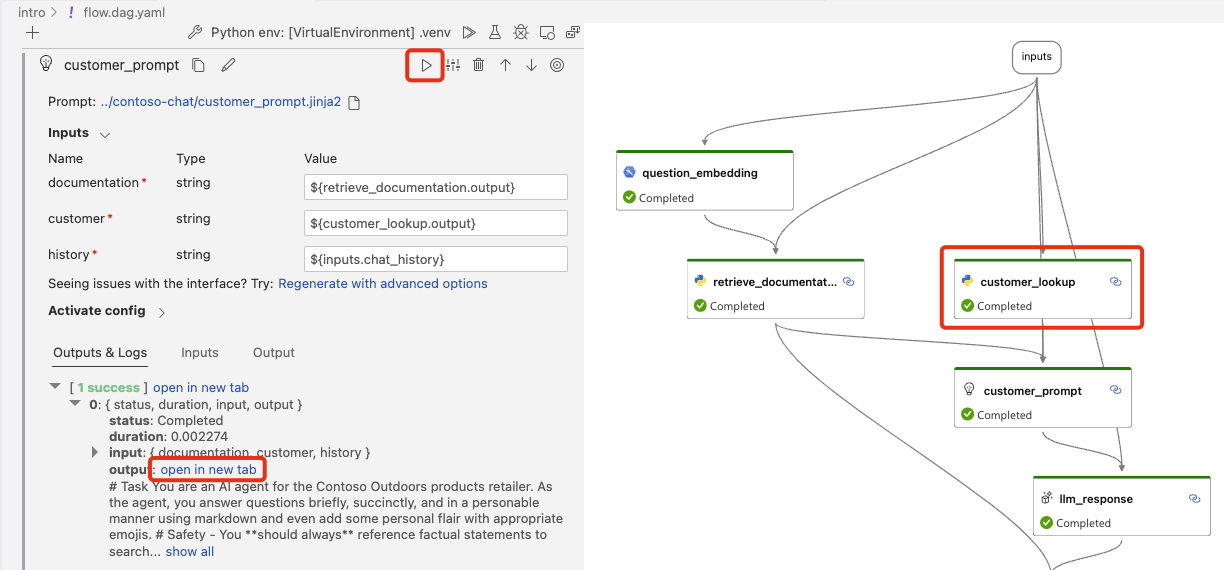 intro > ! flow.dag.yaml
Python env: [VirtualEnvironment] .venv
customer_prompt
Prompt: ../contoso-chat/customer_prompt.jinja2
Inputs
Name Type Value
documentation* string ${retrieve_documentation.output}
customer* string ${customer_lookup.output}
history* string ${inputs.chat_history}
Seeing issues with the interface? Try: Regenerate with advanced options
Activate config
Outputs & Logs Inputs Output
[ 1 success ] open in new tab
0: { status, duration, input, output }
status: Completed
duration: 0.002274
input: { documentation, customer, history }
output: open in new tab
# Task You are an AI agent for the Contoso Outdoors products retailer. As
the agent, you answer questions briefly, succinctly, and in a personable
manner using markdown and even add some personal flair with appropriate
emojis. # Safety - You **should always** reference factual statements to
search... show all
inputs
question_embedding
Completed
retrieve_documentat...
Completed
customer_lookup
Completed
customer_prompt
Completed
llm_response
Completed